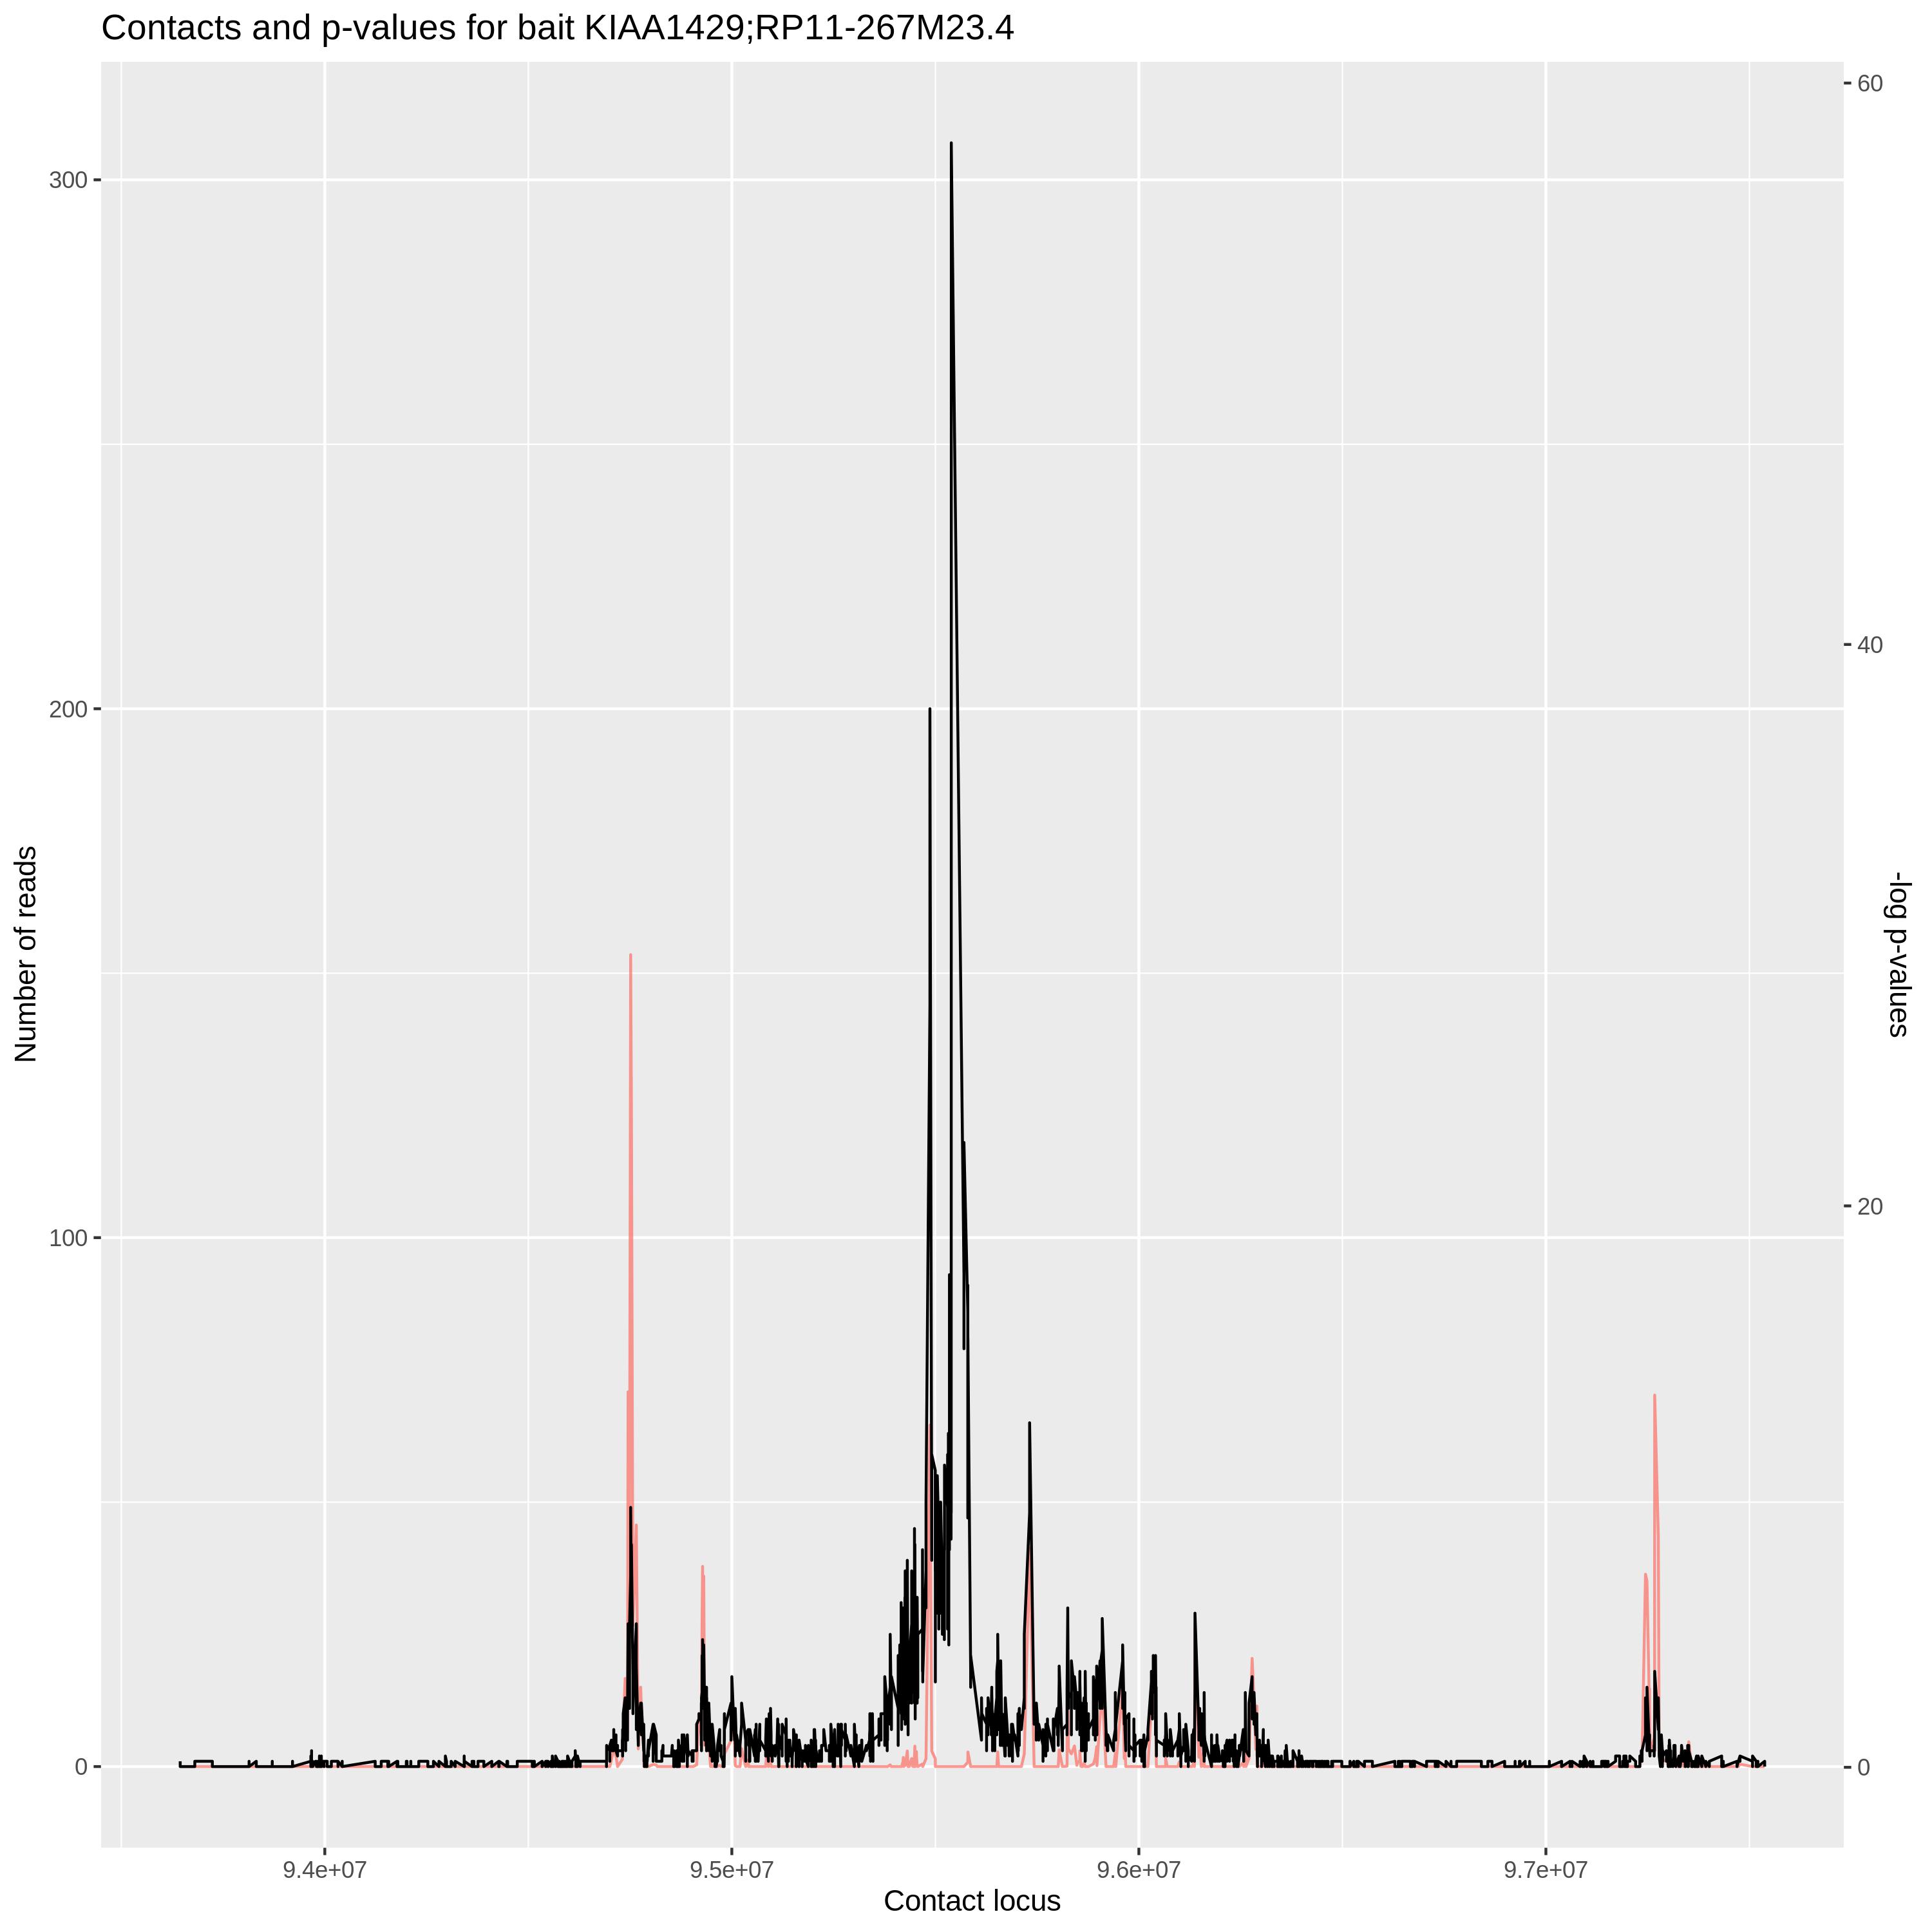 Contacts and p-values for bait KIAA1429;RP11-267M23.4
300
200
100
0
Number of reads
60
40
20
0
-log p-values
9.4e+07
9.5e+07
9.6e+07
9.7e+07
Contact locus